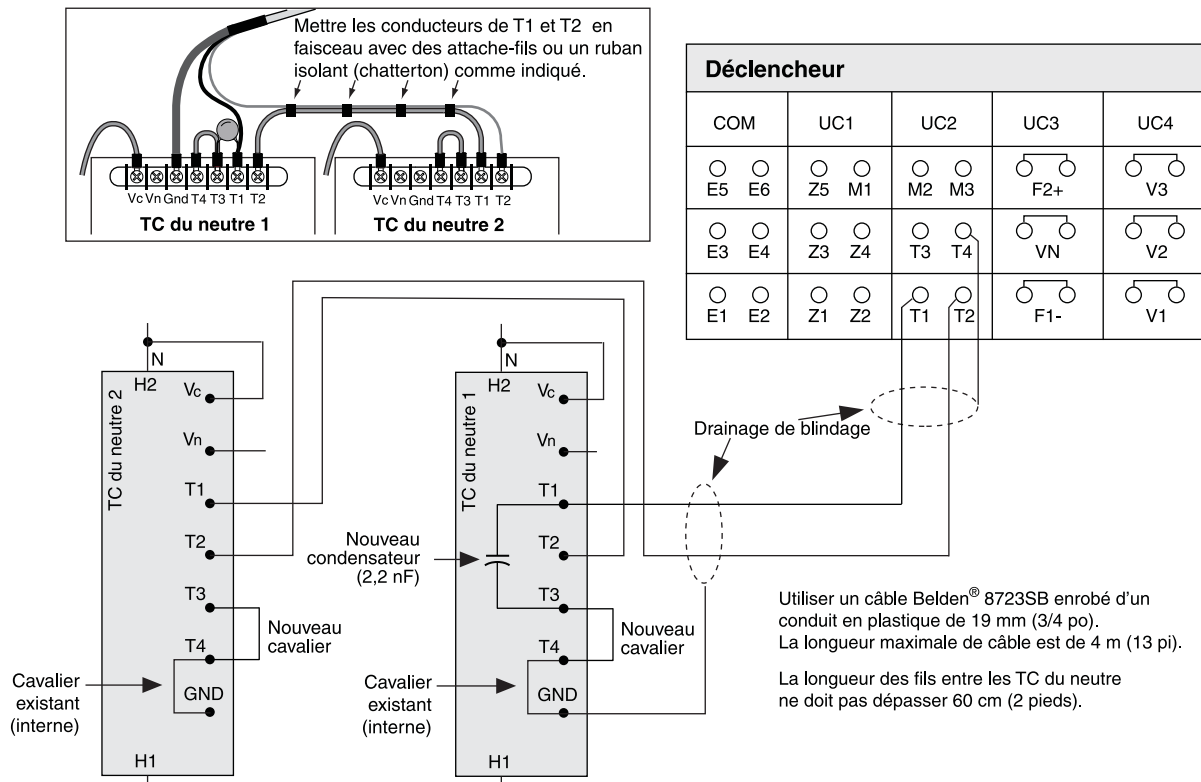 Mettre les conducteurs de T1 et T2 en
faisceau avec des attache-fils ou un ruban
isolant (chatterton) comme indiqué.
Vc Vn Gnd T4 T3 T1 T2
TC du neutre 1
Vc Vn Gnd T4 T3 T1 T2
TC du neutre 2
Déclencheur
COM UC1 UC2 UC3 UC4
E5 E6 Z5 M1 M2 M3 F2+ V3
E3 E4 Z3 Z4 T3 T4 VN V2
E1 E2 Z1 Z2 T1 T2 F1- V1
N
H2
TC du neutre 2
Vc
Vn
T1
T2
T3
T4
GND
H1
Nouveau
cavalier
Cavalier
existant
(interne)
N
H2
TC du neutre 1
Vc
Vn
T1
T2
T3
T4
GND
H1
Nouveau
condensateur
(2,2 nF)
Nouveau
cavalier
Cavalier
existant
(interne)
Drainage de blindage
Utiliser un câble Belden® 8723SB enrobé d'un
conduit en plastique de 19 mm (3/4 po).
La longueur maximale de câble est de 4 m (13 pi).
La longueur des fils entre les TC du neutre
ne doit pas dépasser 60 cm (2 pieds).